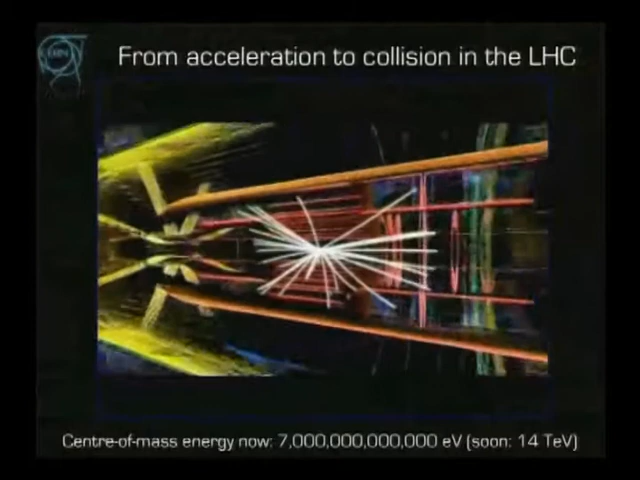 CERN
From acceleration to collision in the LHC
Centre-of-mass energy now: 7,000,000,000,000 eV (soon: 14 TeV)